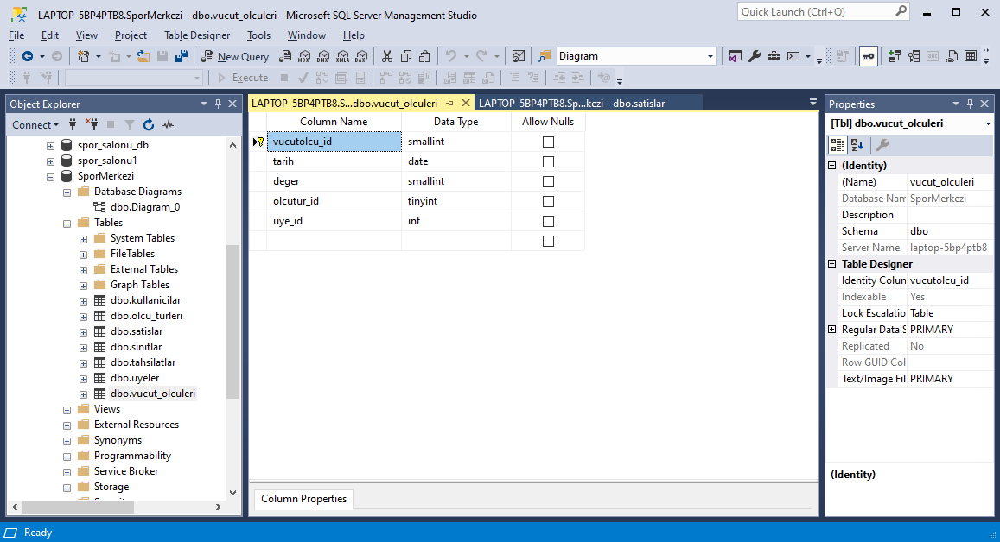 LAPTOP-5BP4PTB8.SporMerkezi - dbo.vucut_olculeri - Microsoft SQL Server Management Studio
Quick Launch (Ctrl+Q)
File Edit View Project Table Designer Tools Window Help
New Query MDX DMX XMLA DAX Diagram
Execute
Object Explorer
Connect
spor_salonu_db
spor_salonu1
SporMerkezi
Database Diagrams
dbo.Diagram_0
Tables
System Tables
FileTables
External Tables
Graph Tables
dbo.kullanicilar
dbo.olcu_turleri
dbo.satislar
dbo.siniflar
dbo.tahsilatlar
dbo.uyeler
dbo.vucut_olculeri
Views
External Resources
Synonyms
Programmability
Service Broker
Storage
LAPTOP-5BP4PTB8.S...dbo.vucut_olculeri LAPTOP-5BP4PTB8.Sp...kezi - dbo.satislar
Column Name Data Type Allow Nulls
vucutolcu_id smallint
tarih date
deger smallint
olcutur_id tinyint
uye_id int
Column Properties
Properties
[Tbl] dbo.vucut_olculeri
(Identity)
(Name) vucut_olculeri
Database Nam SporMerkezi
Description
Schema dbo
Server Name laptop-5bp4ptb8
Table Designer
Identity Colun vucutolcu_id
Indexable Yes
Lock Escalatio Table
Regular Data S PRIMARY
Replicated No
Row GUID Col
Text/Image Fil PRIMARY
(Identity)
Ready